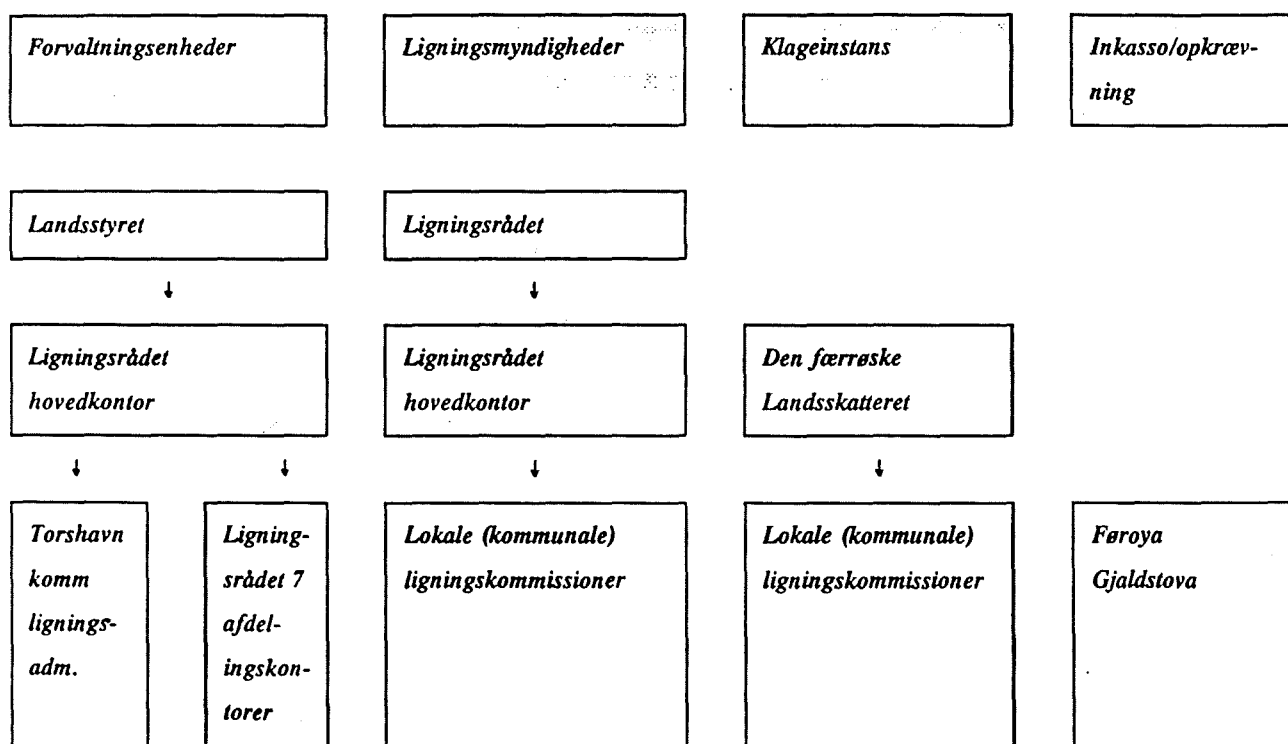 Forvaltningsenheder
Ligningsmyndigheder
Klageinstans
Inkasso/opkræv-
ning
Landsstyret
Ligningsrådet
↓
↓
Ligningsrådet
hovedkontor
Ligningsrådet
hovedkontor
Den færrøske
Landsskatteret
↓
↓
↓
↓
Torshavn
komm
lignings-
adm.
Ligning-
srådet 7
afdel-
ingskon-
torer
Lokale (kommunale)
ligningskommissioner
Lokale (kommunale)
ligningskommissioner
Føroya
Gjaldstova